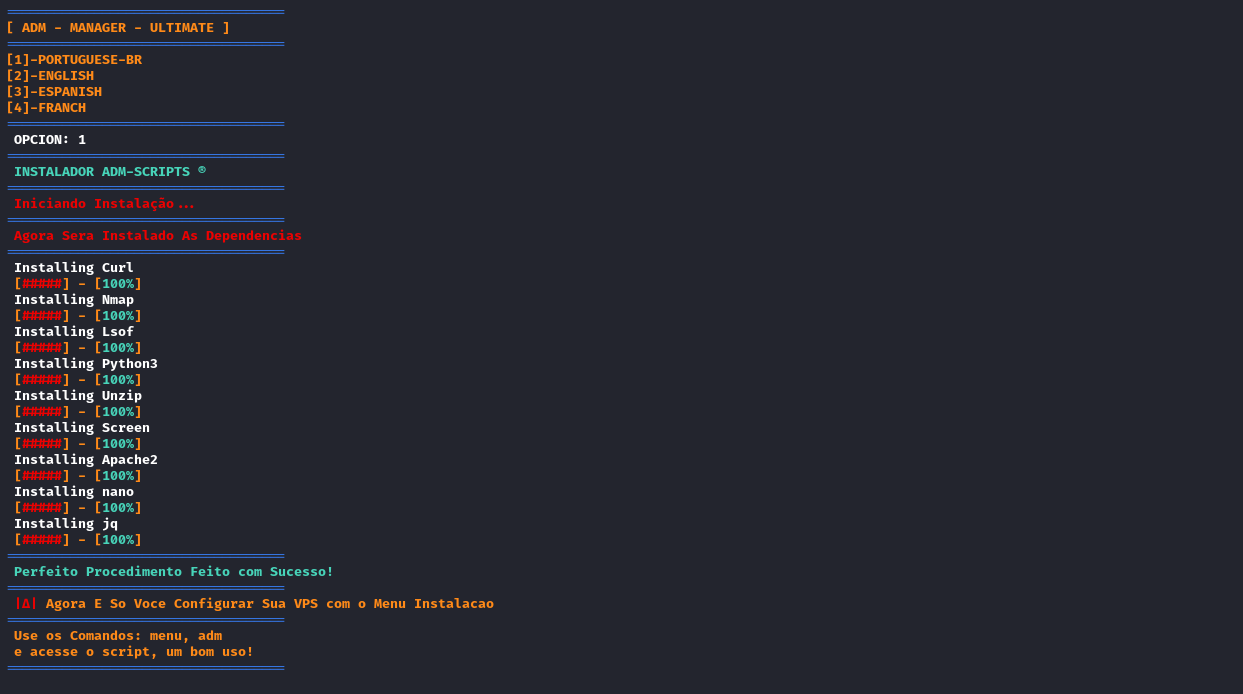 [ ADM - MANAGER - ULTIMATE ]
[1]-PORTUGUESE-BR
[2]-ENGLISH
[3]-ESPANISH
[4]-FRANCH
OPCION: 1
INSTALADOR ADM-SCRIPTS ®
Iniciando Instalação...
Agora Sera Instalado As Dependencias
Installing Curl
[#####] - [100%]
Installing Nmap
[#####] - [100%]
Installing Lsof
[#####] - [100%]
Installing Python3
[#####] - [100%]
Installing Unzip
[#####] - [100%]
Installing Screen
[#####] - [100%]
Installing Apache2
[#####] - [100%]
Installing nano
[#####] - [100%]
Installing jq
[#####] - [100%]
Perfeito Procedimento Feito com Sucesso!
|∆| Agora E So Voce Configurar Sua VPS com o Menu Instalacao
Use os Comandos: menu, adm
e acesse o script, um bom uso!